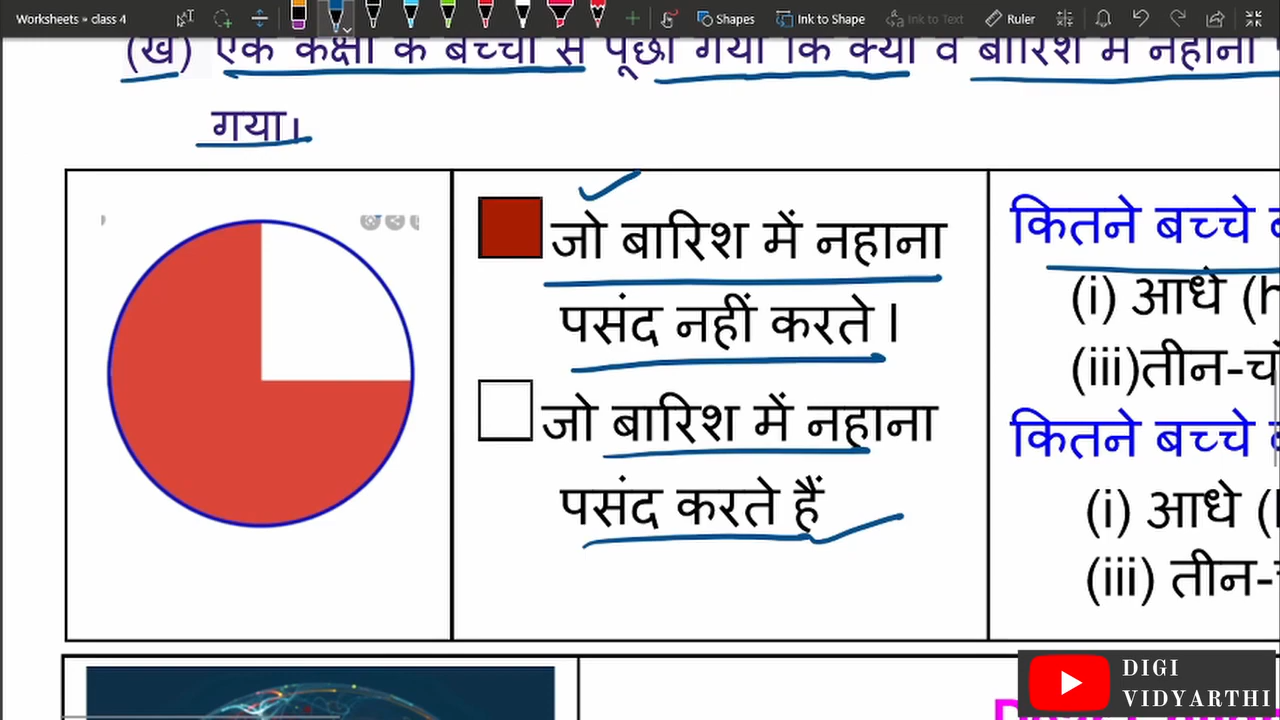 Worksheets » class 4
Shapes
Ink to Shape
Ink to Text
Ruler
(ख) एक कक्षा के बच्चों से पूछा गया कि क्या वे बारिश में नहाना
गया।
जो बारिश में नहाना
पसंद नहीं करते।
जो बारिश में नहाना
पसंद करते हैं
कितने बच्चे
(i) आधे
(iii)
कितने बच्चे
(i) आधे
(iii) तीन-
DIGI
VIDYARTHI